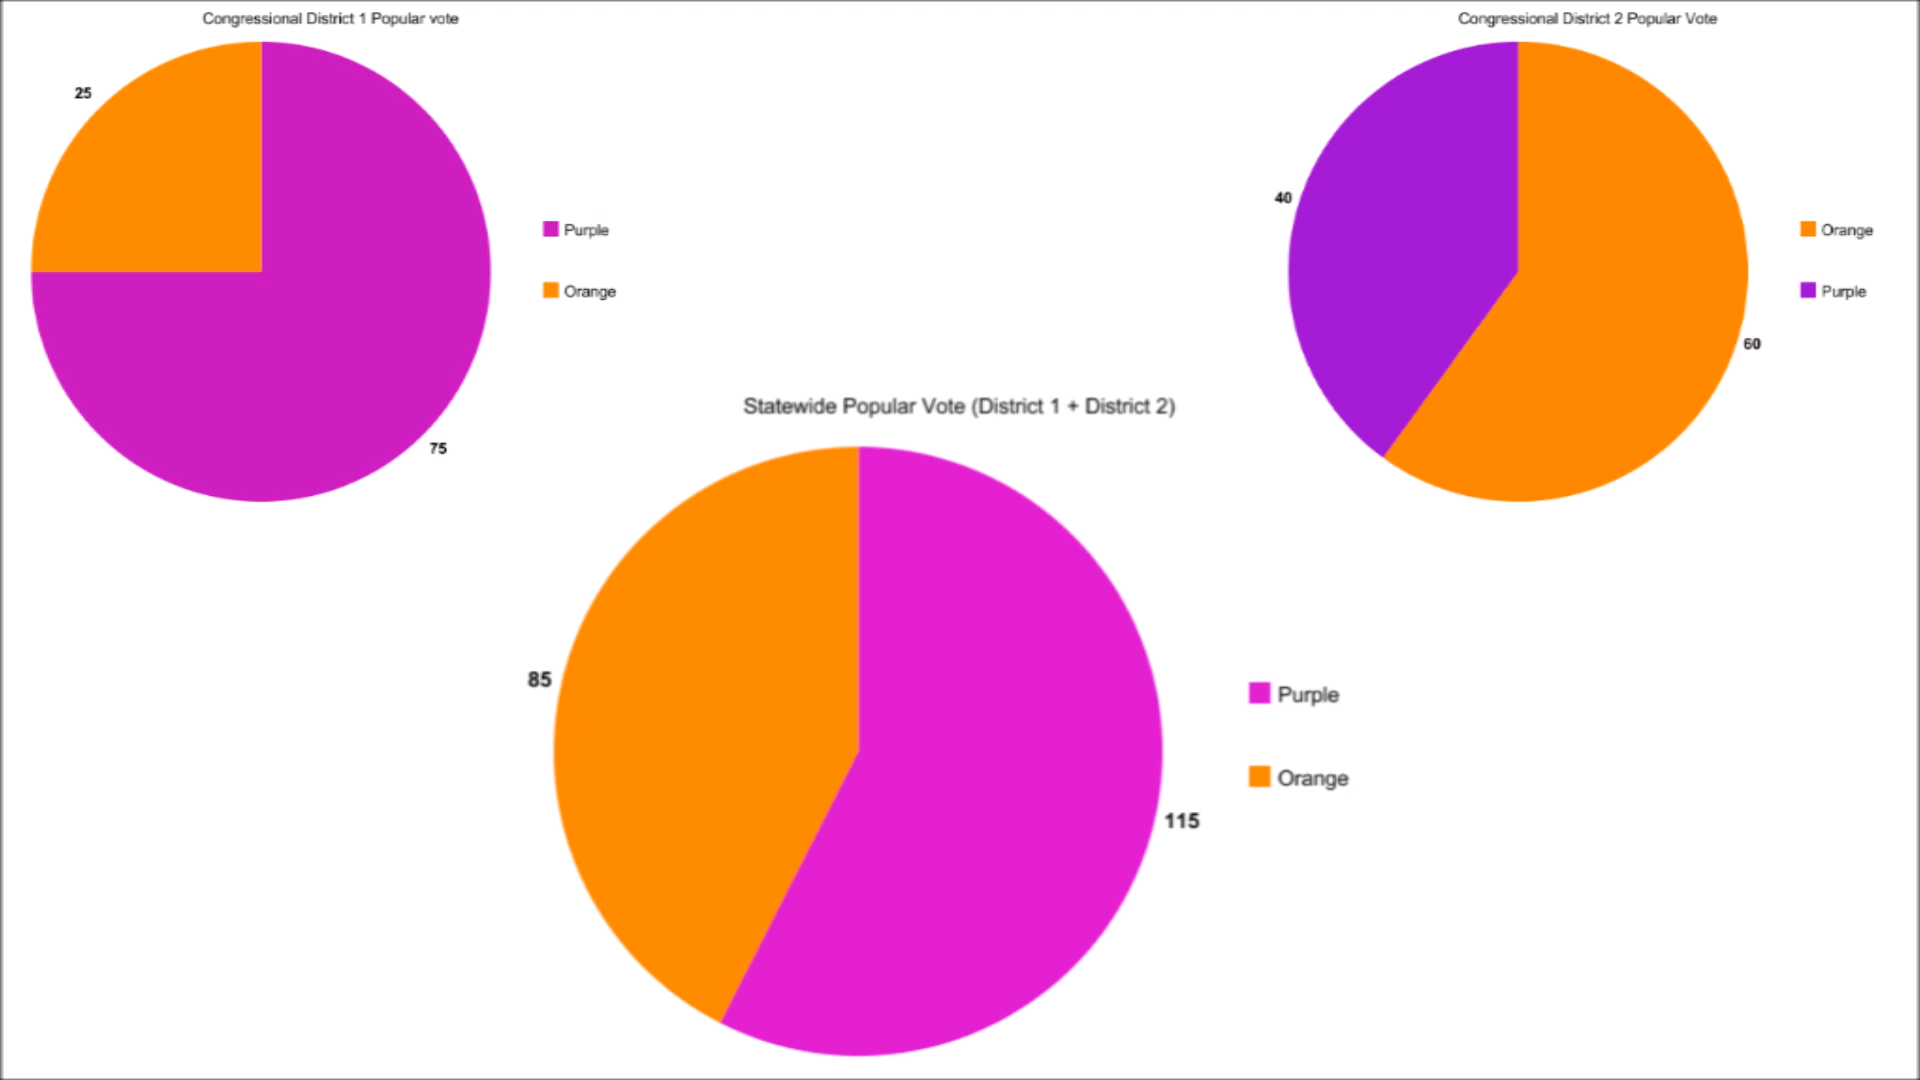 Congressional District 1 Popular vote
25
75
Purple
Orange
Congressional District 2 Popular Vote
40
60
Orange
Purple
Statewide Popular Vote (District 1 + District 2)
85
115
Purple
Orange